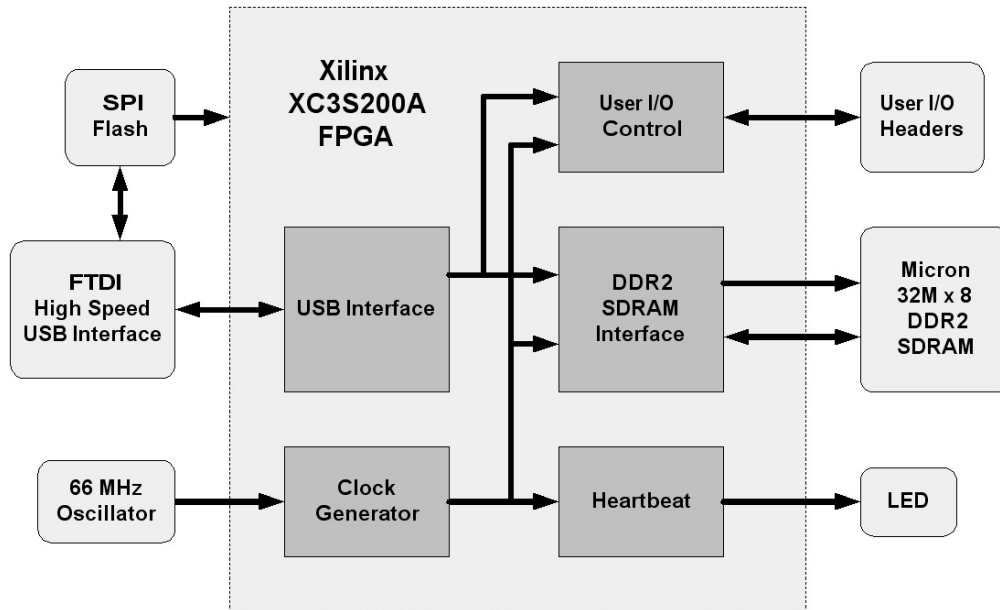 Xilinx
XC3S200A
FPGA
SPI
Flash
User I/O
Control
User I/O
Headers
FTDI
High Speed
USB Interface
USB Interface
DDR2
SDRAM
Interface
Micron
32M x 8
DDR2
SDRAM
66 MHz
Oscillator
Clock
Generator
Heartbeat
LED